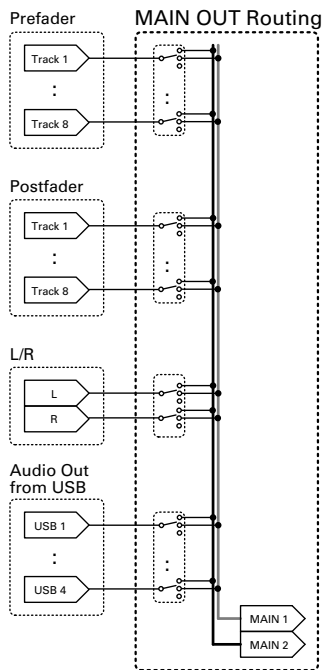 Prefader
MAIN OUT Routing
Track 1
:
:
Track 8
Postfader
Track 1
:
:
Track 8
L/R
L
R
Audio Out
from USB
USB 1
:
:
USB 4
MAIN 1
MAIN 2